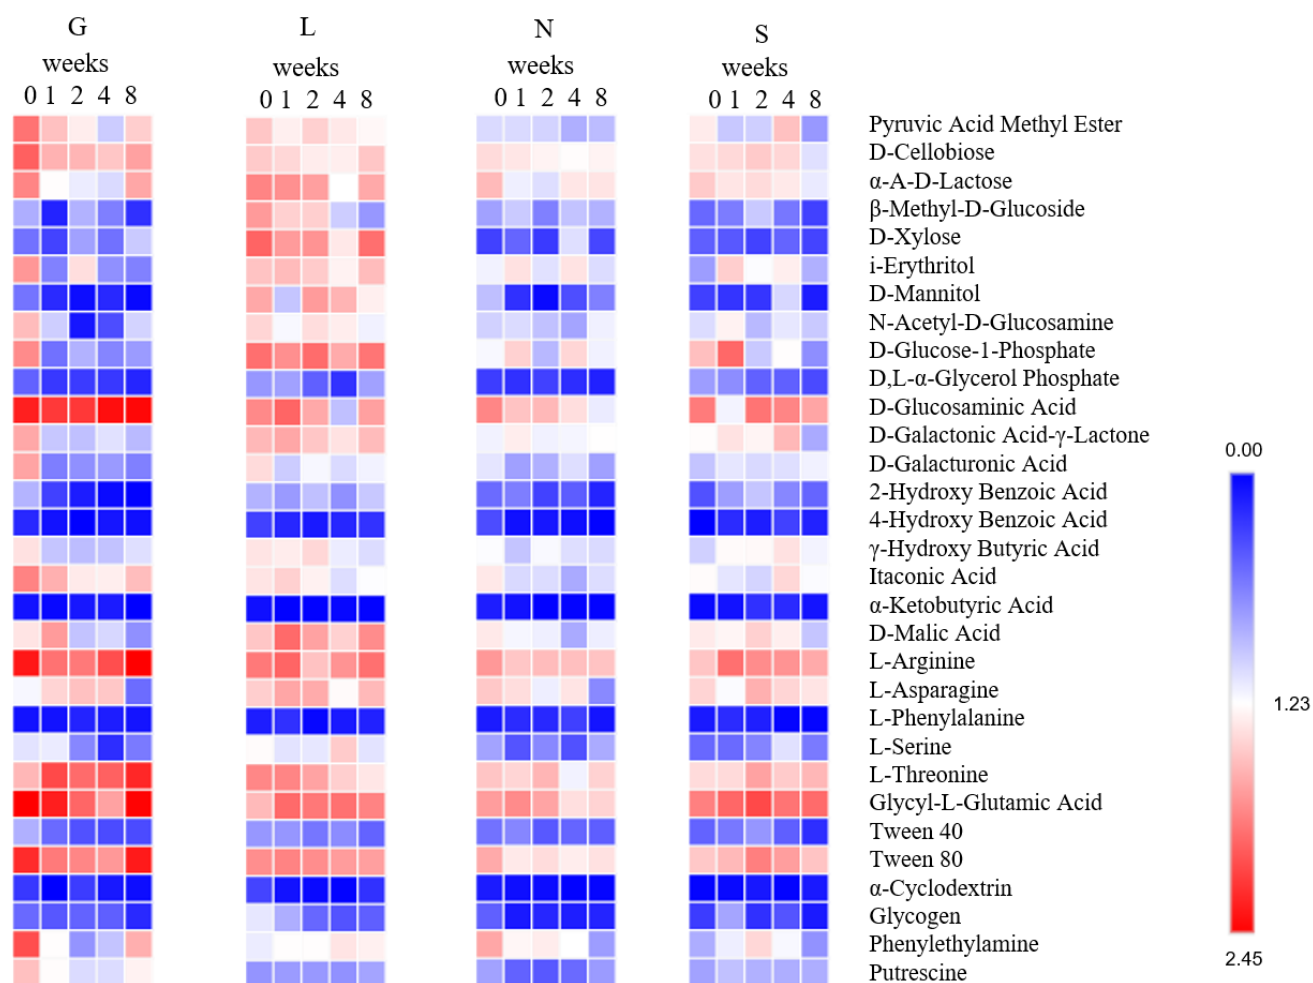 G L N S
weeks weeks weeks weeks
0 1 2 4 8 0 1 2 4 8 0 1 2 4 8 0 1 2 4 8
Pyruvic Acid Methyl Ester
D-Cellobiose
α-A-D-Lactose
β-Methyl-D-Glucoside
D-Xylose
i-Erythritol
D-Mannitol
N-Acetyl-D-Glucosamine
D-Glucose-1-Phosphate
D,L-α-Glycerol Phosphate
D-Glucosaminic Acid
D-Galactonic Acid-γ-Lactone
D-Galacturonic Acid
2-Hydroxy Benzoic Acid
4-Hydroxy Benzoic Acid
γ-Hydroxy Butyric Acid
Itaconic Acid
α-Ketobutyric Acid
D-Malic Acid
L-Arginine
L-Asparagine
L-Phenylalanine
L-Serine
L-Threonine
Glycyl-L-Glutamic Acid
Tween 40
Tween 80
α-Cyclodextrin
Glycogen
Phenylethylamine
Putrescine
0.00
1.23
2.45